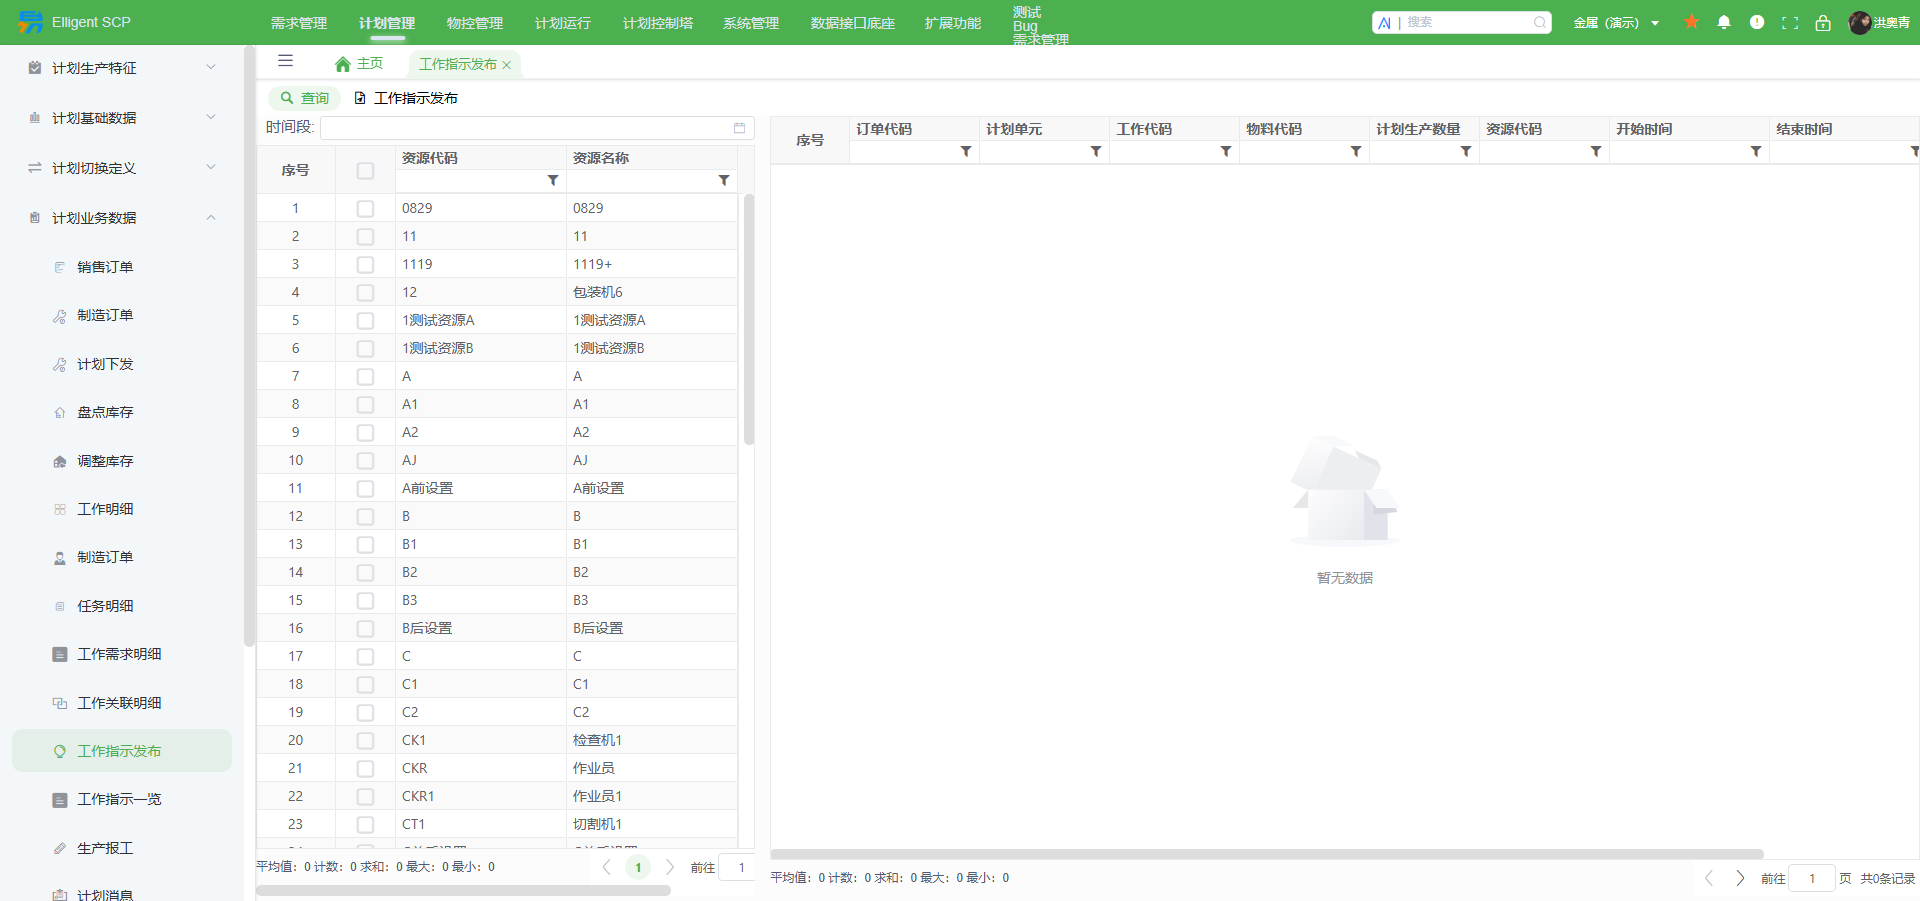 Elligent SCP
需求管理 计划管理 物控管理 计划运行 计划控制塔 系统管理 数据接口底座 扩展功能 测试
Bug
需求管理
搜索
金属（演示）
洪奥青
计划生产特征
计划基础数据
计划切换定义
计划业务数据
销售订单
制造订单
计划下发
盘点库存
调整库存
工作明细
制造订单
任务明细
工作需求明细
工作关联明细
工作指示发布
工作指示一览
生产报工
计划消息
主页 工作指示发布
查询 工作指示发布
时间段:
序号 资源代码 资源名称
1 0829 0829
2 11 11
3 1119 1119+
4 12 包装机6
5 1测试资源A 1测试资源A
6 1测试资源B 1测试资源B
7 A A
8 A1 A1
9 A2 A2
10 AJ AJ
11 A前设置 A前设置
12 B B
13 B1 B1
14 B2 B2
15 B3 B3
16 B后设置 B后设置
17 C C
18 C1 C1
19 C2 C2
20 CK1 检查机1
21 CKR 作业员
22 CKR1 作业员1
23 CT1 切割机1
平均值: 0 计数: 0 求和: 0 最大: 0 最小: 0
1 前往 1
序号 订单代码 计划单元 工作代码 物料代码 计划生产数量 资源代码 开始时间 结束时间
暂无数据
平均值: 0 计数: 0 求和: 0 最大: 0 最小: 0
前往 1 页 共0条记录